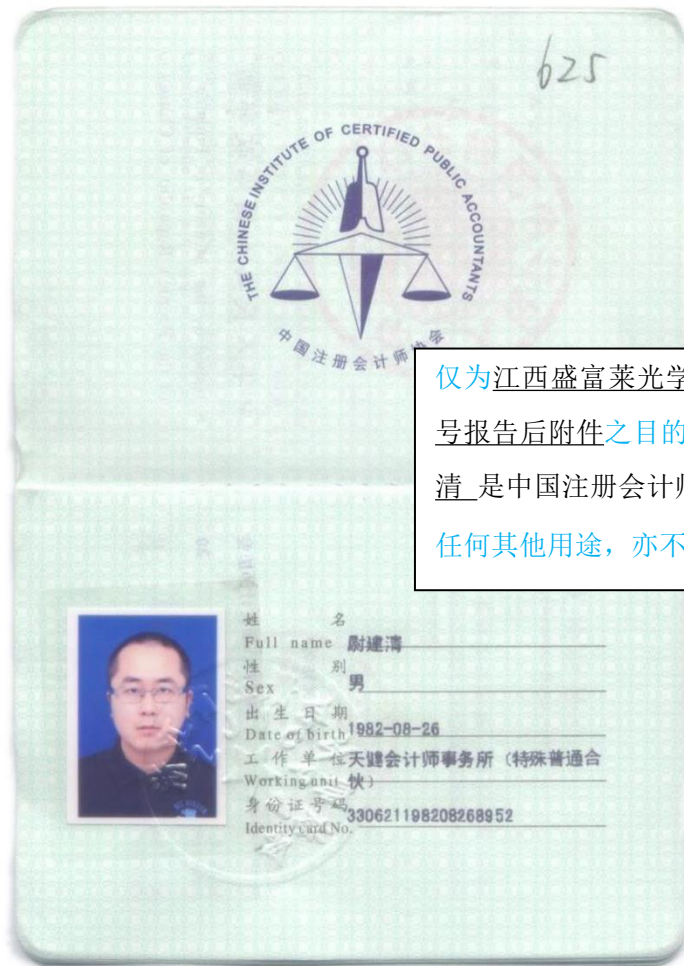 625
THE CHINESE INSTITUTE OF CERTIFIED PUBLIC ACCOUNTANTS
中国注册会计师协会
仅为江西盛富莱光学
号报告后附件之目的
清 是中国注册会计师
任何其他用途，亦不
姓 名
Full name 尉建清
性 别
Sex 男
出生日期
Date of birth 1982-08-26
工作单位 天健会计师事务所（特殊普通合
Working unit 伙）
身份证号码
Identity card No. 330621198208268952